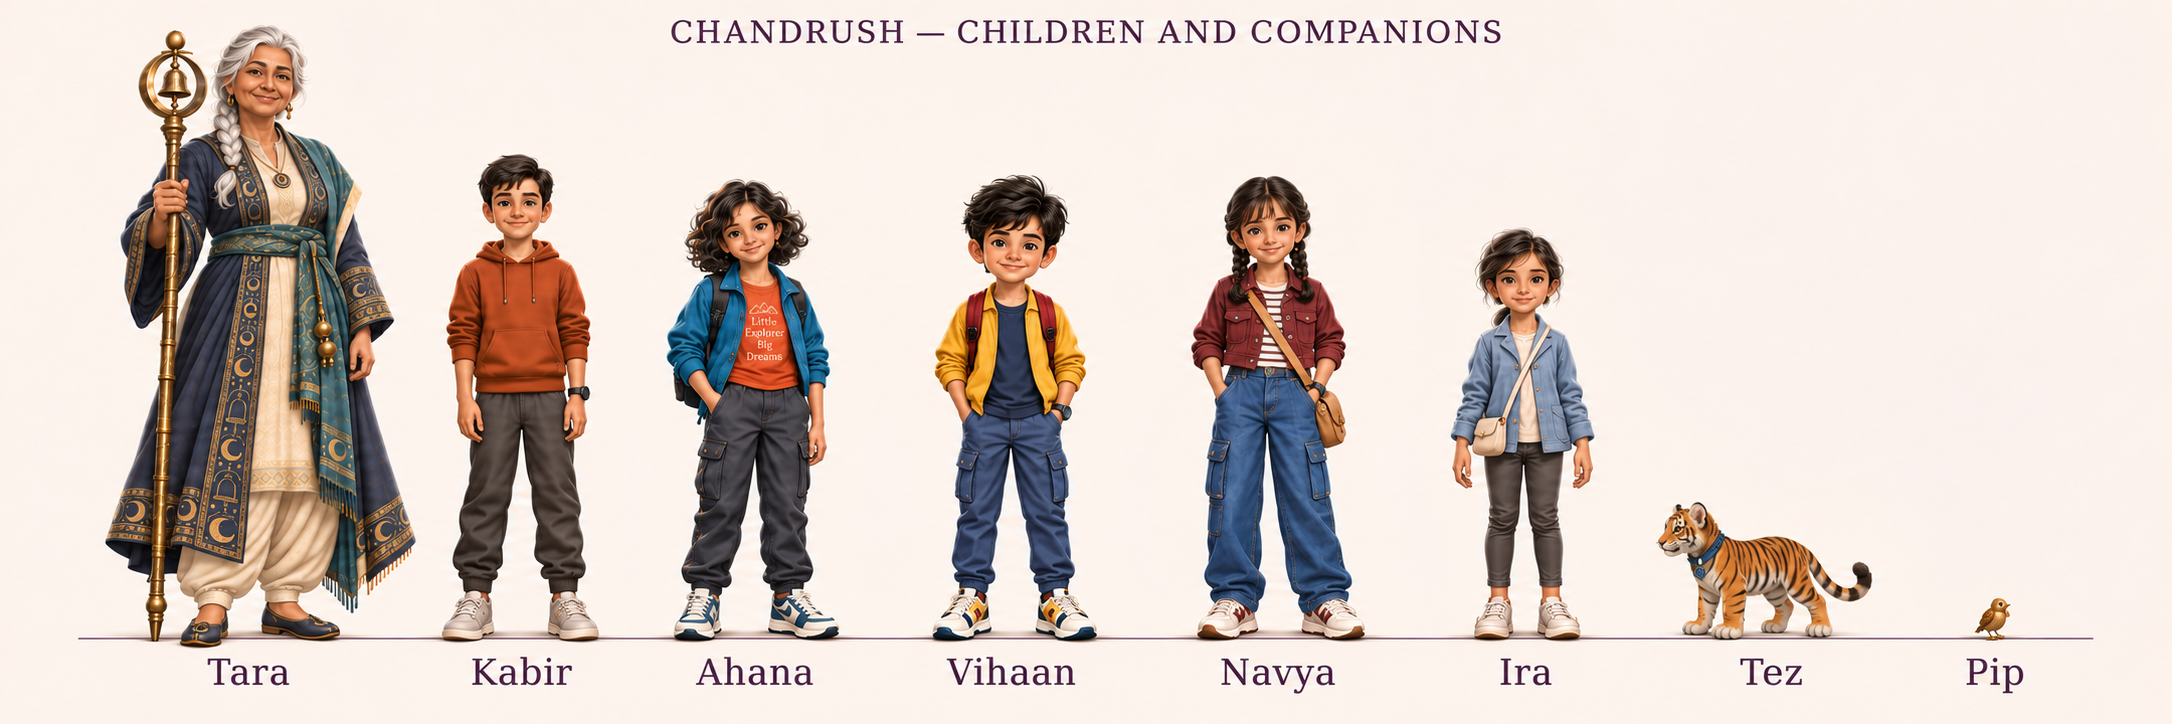 CHANDRUSH — CHILDREN AND COMPANIONS
Little
Explorer
Big
Dreams
Tara
Kabir
Ahana
Vihaan
Navya
Ira
Tez
Pip